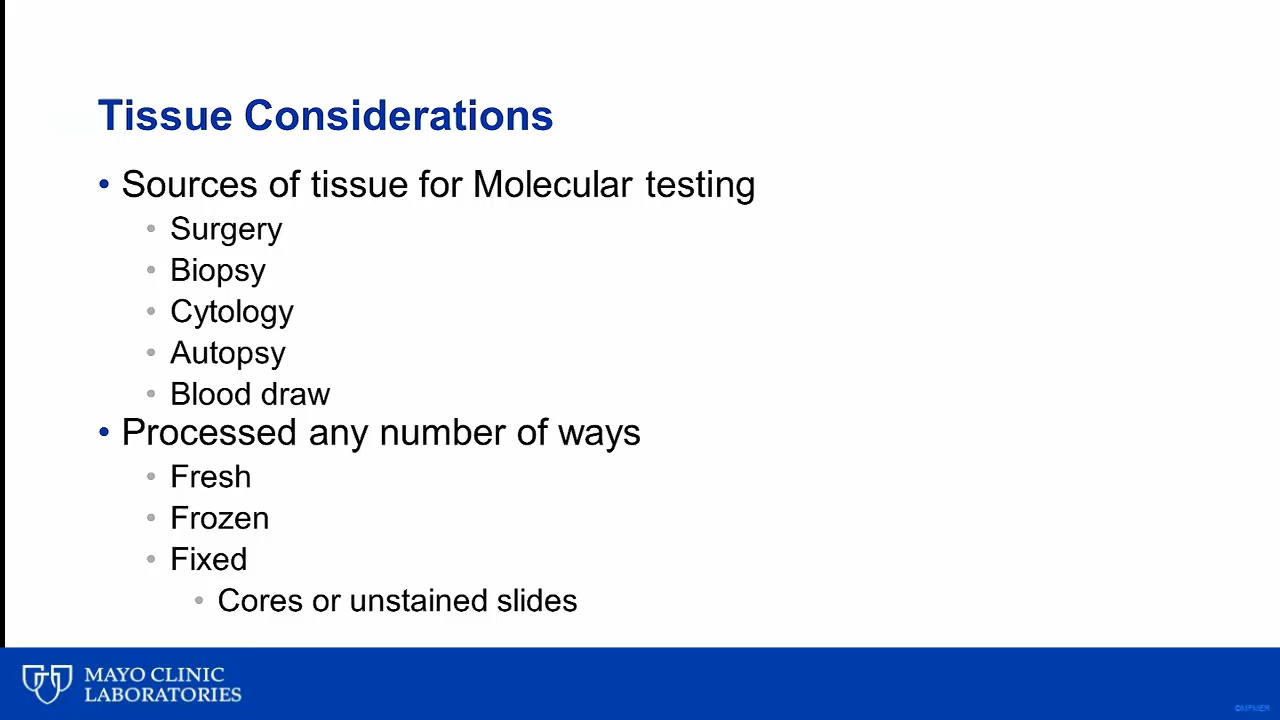 Tissue Considerations
• Sources of tissue for Molecular testing
• Surgery
• Biopsy
• Cytology
• Autopsy
• Blood draw
• Processed any number of ways
• Fresh
• Frozen
• Fixed
• Cores or unstained slides
MAYO CLINIC
LABORATORIES
©MFMER